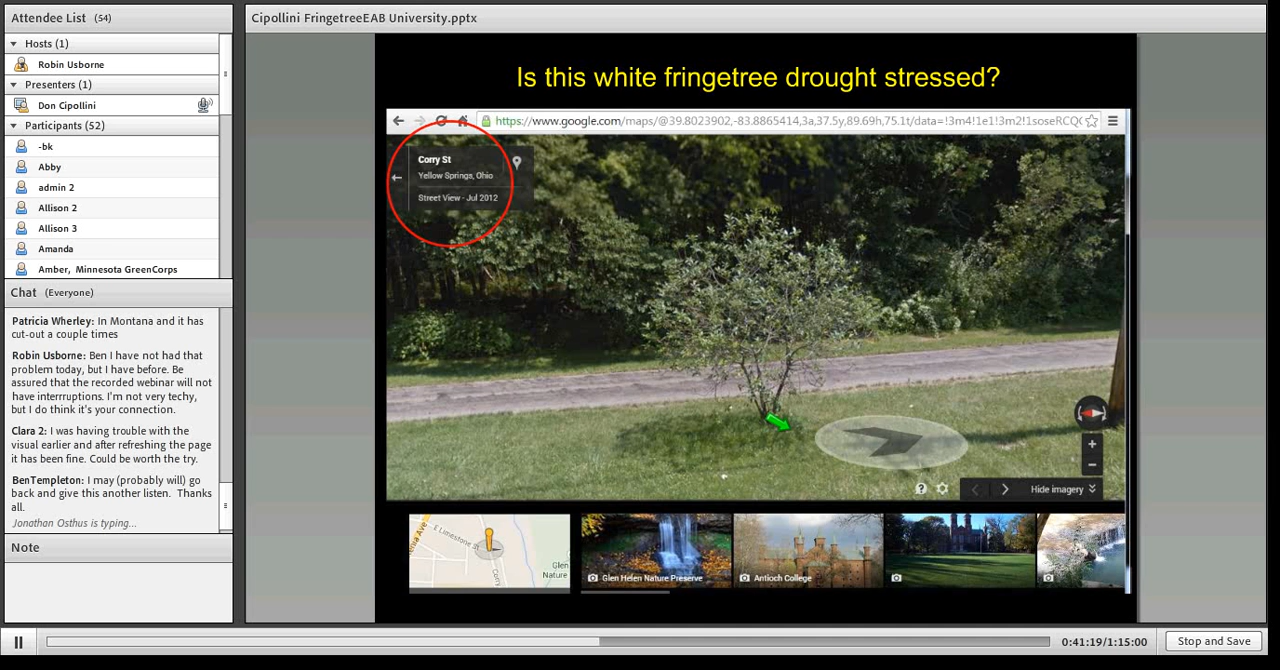 Attendee List (54)
Hosts (1)
Robin Usborne
Presenters (1)
Don Cipollini
Participants (52)
-bk
Abby
admin 2
Allison 2
Allison 3
Amanda
Amber, Minnesota GreenCorps
Chat (Everyone)
Patricia Wherley: In Montana and it has
cut-out a couple times
Robin Usborne: Ben I have not had that
problem today, but I have before. Be
assured that the recorded webinar will not
have interrruptions. I'm not very techy,
but I do think it's your connection.
Clara 2: I was having trouble with the
visual earlier and after refreshing the page
it has been fine. Could be worth the try.
BenTempleton: I may (probably will) go
back and give this another listen. Thanks
all.
Jonathan Osthus is typing...
Note
Cipollini FringetreeEAB University.pptx
Is this white fringetree drought stressed?
https://www.google.com/maps/@39.8023902,-83.8865414,3a,37.5y,89.69h,75.1t/data=!3m4!1e1!3m2!1soseRCQ
Corry St
Yellow Springs, Ohio
Street View - Jul 2012
?
Hide imagery
E Limestone St
Corry
Glen
Nature
Glen Helen Nature Preserve
Antioch College
0:41:19/1:15:00
Stop and Save